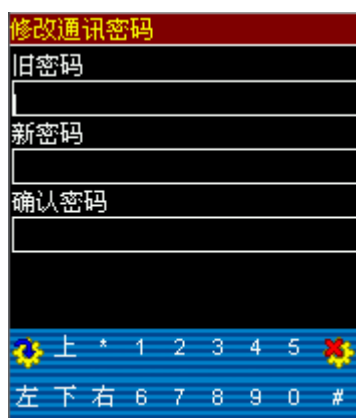 修改通讯密码
旧密码
新密码
确认密码
上 * 1 2 3 4 5
左 下 右 6 7 8 9 0 #